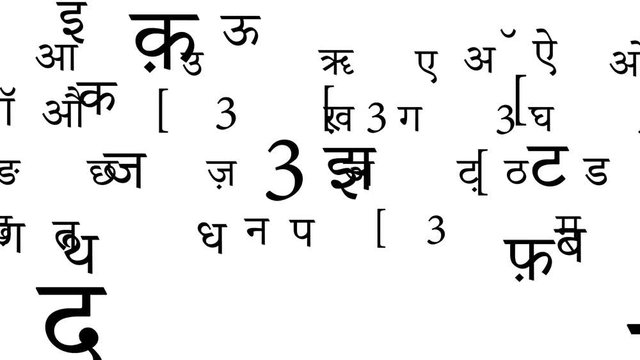 इ क़ ऊ
आ उ ऋ ए अ ॅ ऐ ओ
ऑ औ क [ 3 [ ख़ 3 ग 3 [ घ
ङ छ ज ज़ 3 झ ट [ ठ ट ड
ग त थ ध न प [ 3 फ़ ब म
द